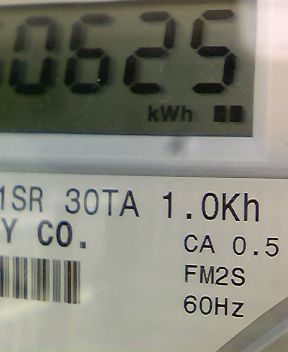 0625
kWh
1SR 30TA 1.0Kh
Y CO.
CA 0.5
FM2S
60Hz